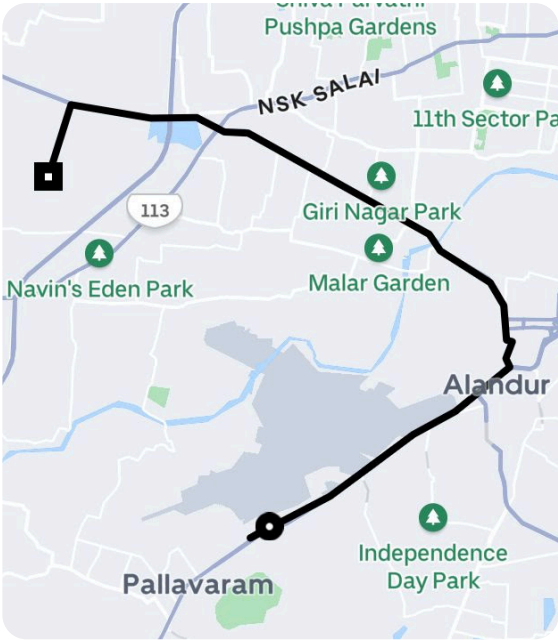 Pushpa Gardens
NSK SALAI
11th Sector Pa
113
Giri Nagar Park
Navin's Eden Park
Malar Garden
Alandur
Independence
Day Park
Pallavaram